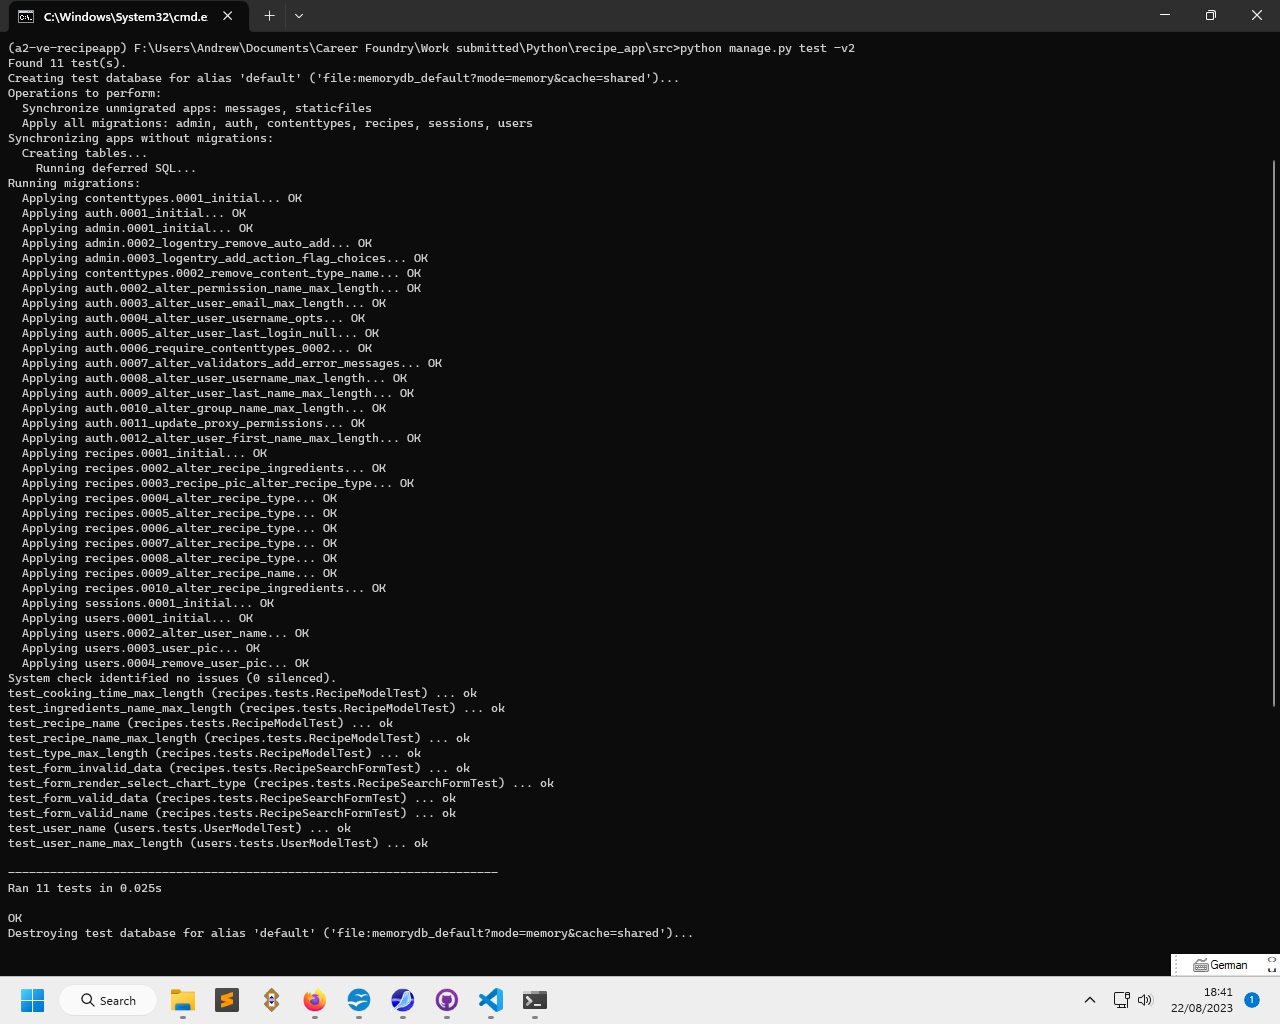 C:\Windows\System32\cmd.e
(a2-ve-recipeapp) F:\Users\Andrew\Documents\Career Foundry\Work submitted\Python\recipe_app\src>python manage.py test -v2
Found 11 test(s).
Creating test database for alias 'default' ('file:memorydb_default?mode=memory&cache=shared')...
Operations to perform:
  Synchronize unmigrated apps: messages, staticfiles
  Apply all migrations: admin, auth, contenttypes, recipes, sessions, users
Synchronizing apps without migrations:
  Creating tables...
    Running deferred SQL...
Running migrations:
  Applying contenttypes.0001_initial... OK
  Applying auth.0001_initial... OK
  Applying admin.0001_initial... OK
  Applying admin.0002_logentry_remove_auto_add... OK
  Applying admin.0003_logentry_add_action_flag_choices... OK
  Applying contenttypes.0002_remove_content_type_name... OK
  Applying auth.0002_alter_permission_name_max_length... OK
  Applying auth.0003_alter_user_email_max_length... OK
  Applying auth.0004_alter_user_username_opts... OK
  Applying auth.0005_alter_user_last_login_null... OK
  Applying auth.0006_require_contenttypes_0002... OK
  Applying auth.0007_alter_validators_add_error_messages... OK
  Applying auth.0008_alter_user_username_max_length... OK
  Applying auth.0009_alter_user_last_name_max_length... OK
  Applying auth.0010_alter_group_name_max_length... OK
  Applying auth.0011_update_proxy_permissions... OK
  Applying auth.0012_alter_user_first_name_max_length... OK
  Applying recipes.0001_initial... OK
  Applying recipes.0002_alter_recipe_ingredients... OK
  Applying recipes.0003_recipe_pic_alter_recipe_type... OK
  Applying recipes.0004_alter_recipe_type... OK
  Applying recipes.0005_alter_recipe_type... OK
  Applying recipes.0006_alter_recipe_type... OK
  Applying recipes.0007_alter_recipe_type... OK
  Applying recipes.0008_alter_recipe_type... OK
  Applying recipes.0009_alter_recipe_name... OK
  Applying recipes.0010_alter_recipe_ingredients... OK
  Applying sessions.0001_initial... OK
  Applying users.0001_initial... OK
  Applying users.0002_alter_user_name... OK
  Applying users.0003_user_pic... OK
  Applying users.0004_remove_user_pic... OK
System check identified no issues (0 silenced).
test_cooking_time_max_length (recipes.tests.RecipeModelTest) ... ok
test_ingredients_name_max_length (recipes.tests.RecipeModelTest) ... ok
test_recipe_name (recipes.tests.RecipeModelTest) ... ok
test_recipe_name_max_length (recipes.tests.RecipeModelTest) ... ok
test_type_max_length (recipes.tests.RecipeModelTest) ... ok
test_form_invalid_data (recipes.tests.RecipeSearchFormTest) ... ok
test_form_render_select_chart_type (recipes.tests.RecipeSearchFormTest) ... ok
test_form_valid_data (recipes.tests.RecipeSearchFormTest) ... ok
test_form_valid_name (recipes.tests.RecipeSearchFormTest) ... ok
test_user_name (users.tests.UserModelTest) ... ok
test_user_name_max_length (users.tests.UserModelTest) ... ok
----------------------------------------------------------------------
Ran 11 tests in 0.025s
OK
Destroying test database for alias 'default' ('file:memorydb_default?mode=memory&cache=shared')...
German
Search
18:41
22/08/2023
1